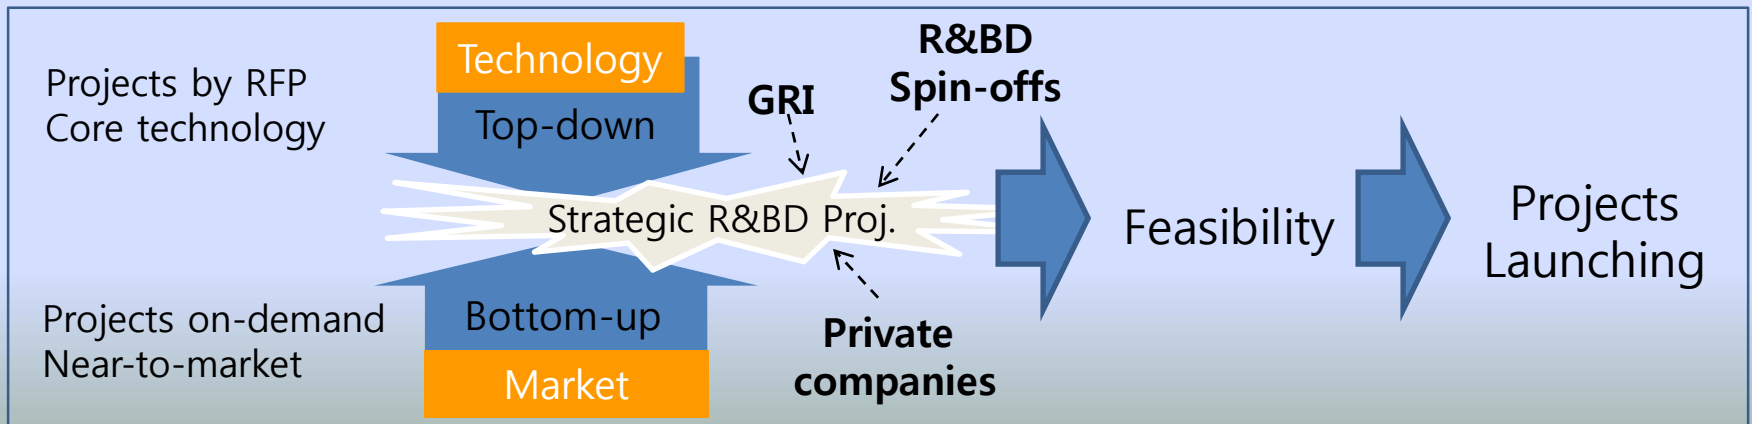 Projects by RFP
Core technology
Technology
Top-down
GRI
R&BD
Spin-offs
Strategic R&BD Proj.
Feasibility
Projects
Launching
Projects on-demand
Near-to-market
Bottom-up
Market
Private
companies